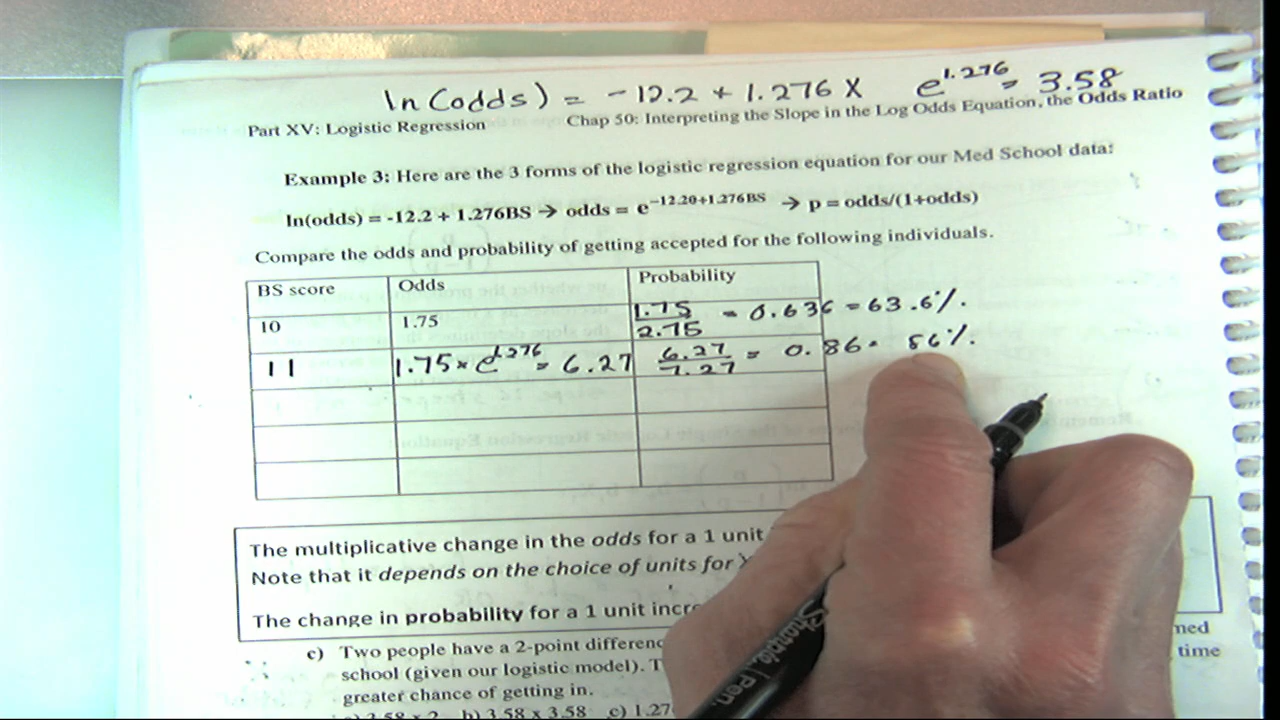 ln(odds) = -12.2 + 1.276 X e^1.276 = 3.58
Part XV: Logistic Regression Chap 50: Interpreting the Slope in the Log Odds Equation, the Odds Ratio
Example 3: Here are the 3 forms of the logistic regression equation for our Med School data:
ln(odds) = -12.2 + 1.276BS → odds = e^−12.20+1.276BS → p = odds/(1+odds)
Compare the odds and probability of getting accepted for the following individuals.
BS score Odds Probability
10 1.75 1.75/2.75 = 0.636 = 63.6%.
11 1.75 × e^1.276 = 6.27 6.27/7.27 = 0.86 = 86%.
The multiplicative change in the odds for a 1 unit
Note that it depends on the choice of units for
The change in probability for a 1 unit
c) Two people have a 2-point
school (given our logistic model). time
greater chance of getting in.
b) 3.58 x 3.58 c)
Sharpie. Pen.